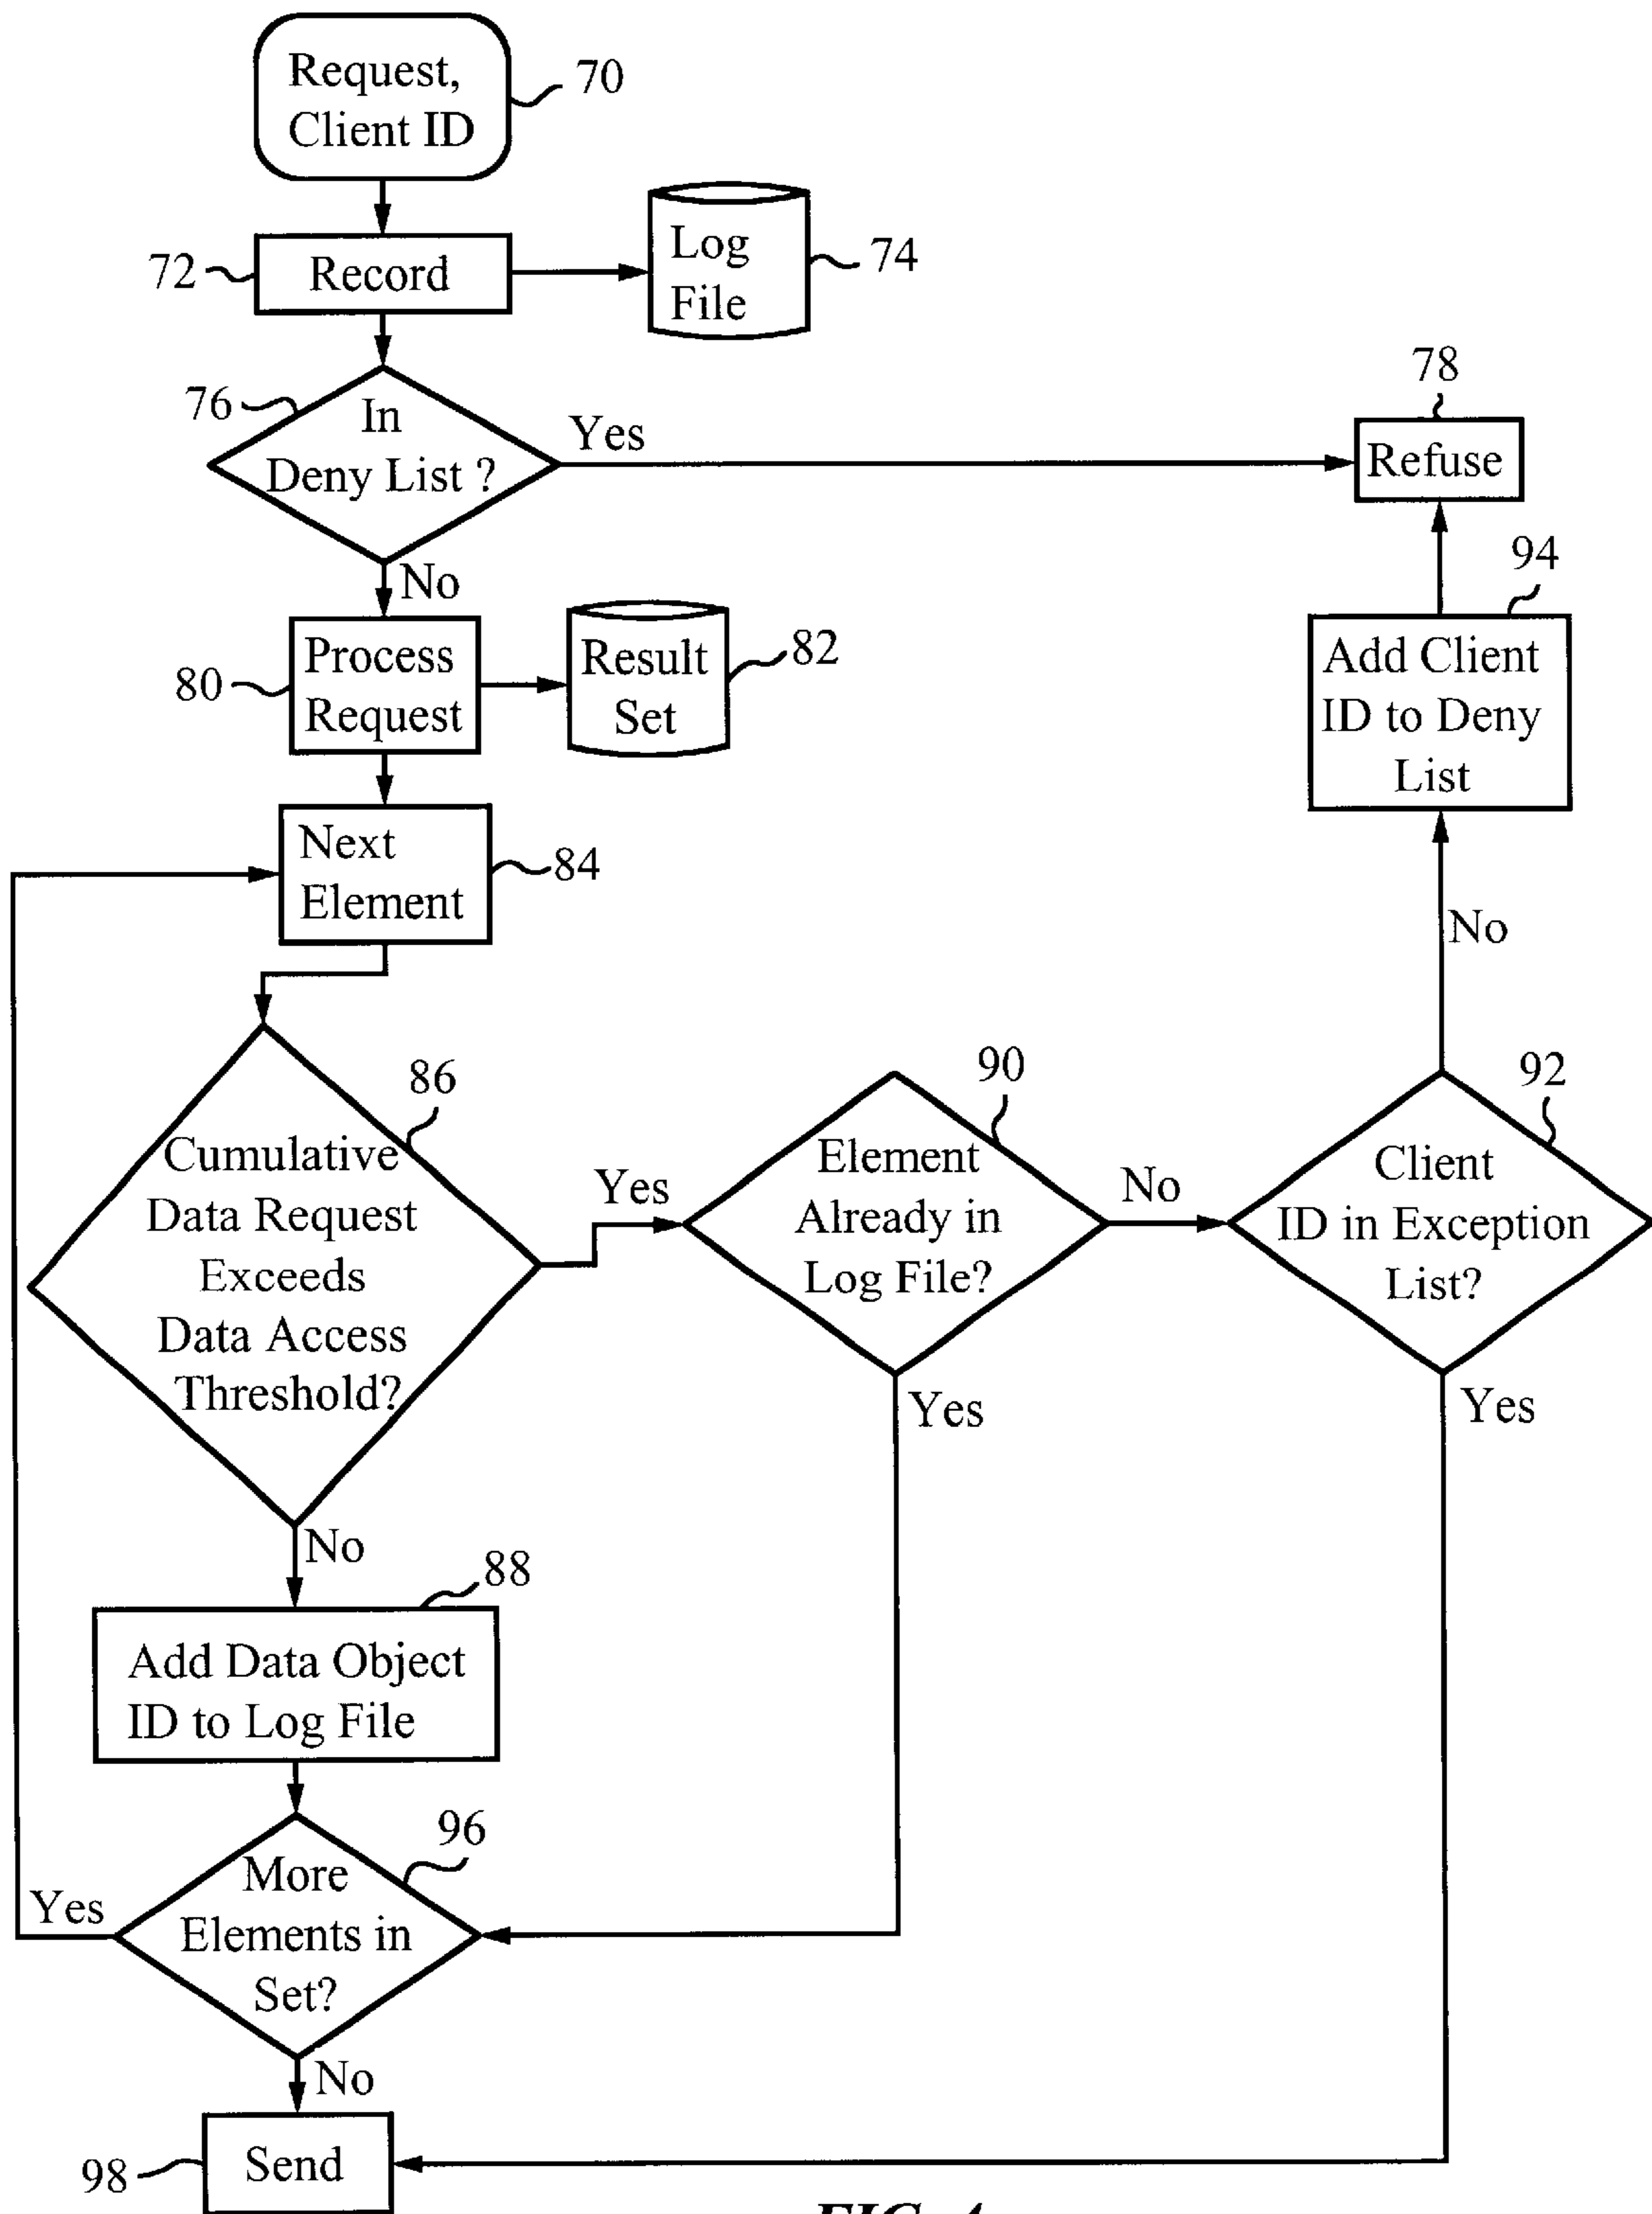 Request,
Client ID
70
72
Record
Log
File
74
76
In
Deny List ?
Yes
78
Refuse
No
94
80
Process
Request
Result
Set
82
Add Client
ID to Deny
List
Next
Element
84
No
86
Cumulative
Data Request
Exceeds
Data Access
Threshold?
Yes
90
Element
Already in
Log File?
No
92
Client
ID in Exception
List?
Yes
Yes
No
88
Add Data Object
ID to Log File
96
More
Elements in
Set?
Yes
No
98
Send